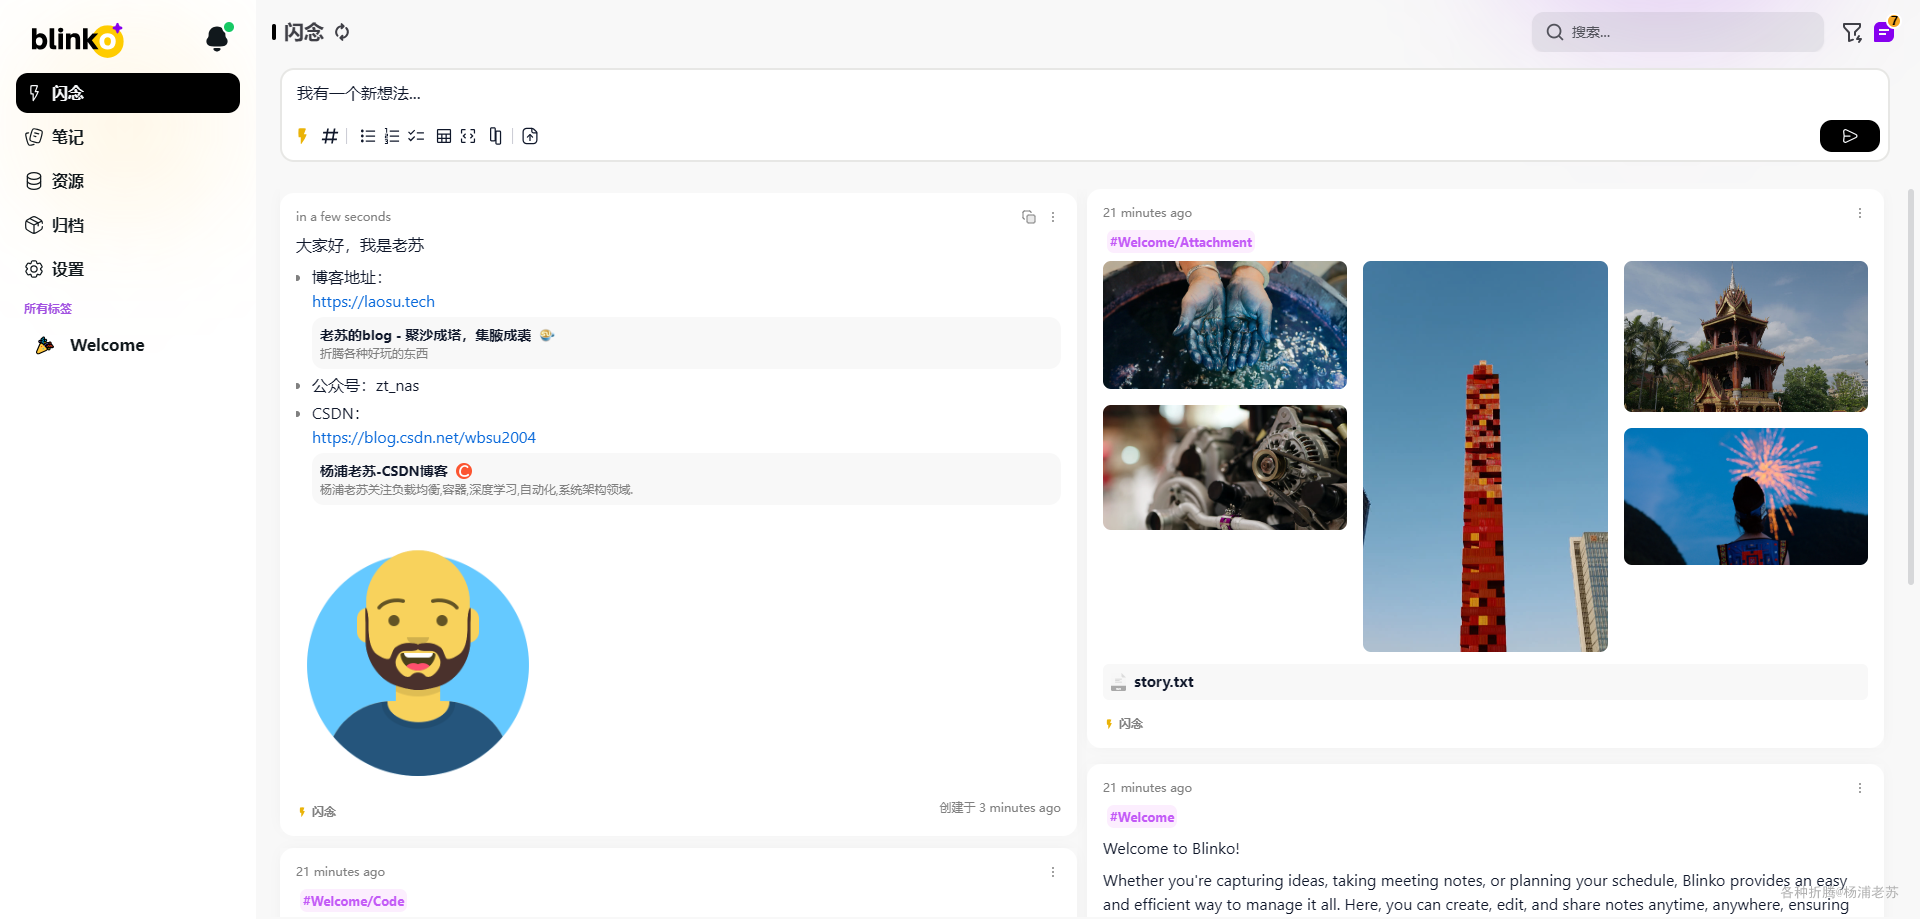 blinko
闪念
笔记
资源
归档
设置
所有标签
Welcome
闪念
搜索...
7
我有一个新想法...
in a few seconds
大家好，我是老苏
博客地址：
https://laosu.tech
老苏的blog - 聚沙成塔，集腋成裘
折腾各种好玩的东西
公众号：zt_nas
CSDN：
https://blog.csdn.net/wbsu2004
杨浦老苏-CSDN博客
杨浦老苏关注负载均衡,容器,深度学习,自动化,系统架构领域.
闪念
创建于 3 minutes ago
21 minutes ago
#Welcome/Code
21 minutes ago
#Welcome/Attachment
story.txt
闪念
21 minutes ago
#Welcome
Welcome to Blinko!
Whether you're capturing ideas, taking meeting notes, or planning your schedule, Blinko provides an easy
and efficient way to manage it all. Here, you can create, edit, and share notes anytime, anywhere, ensuring
各种折腾@杨浦老苏